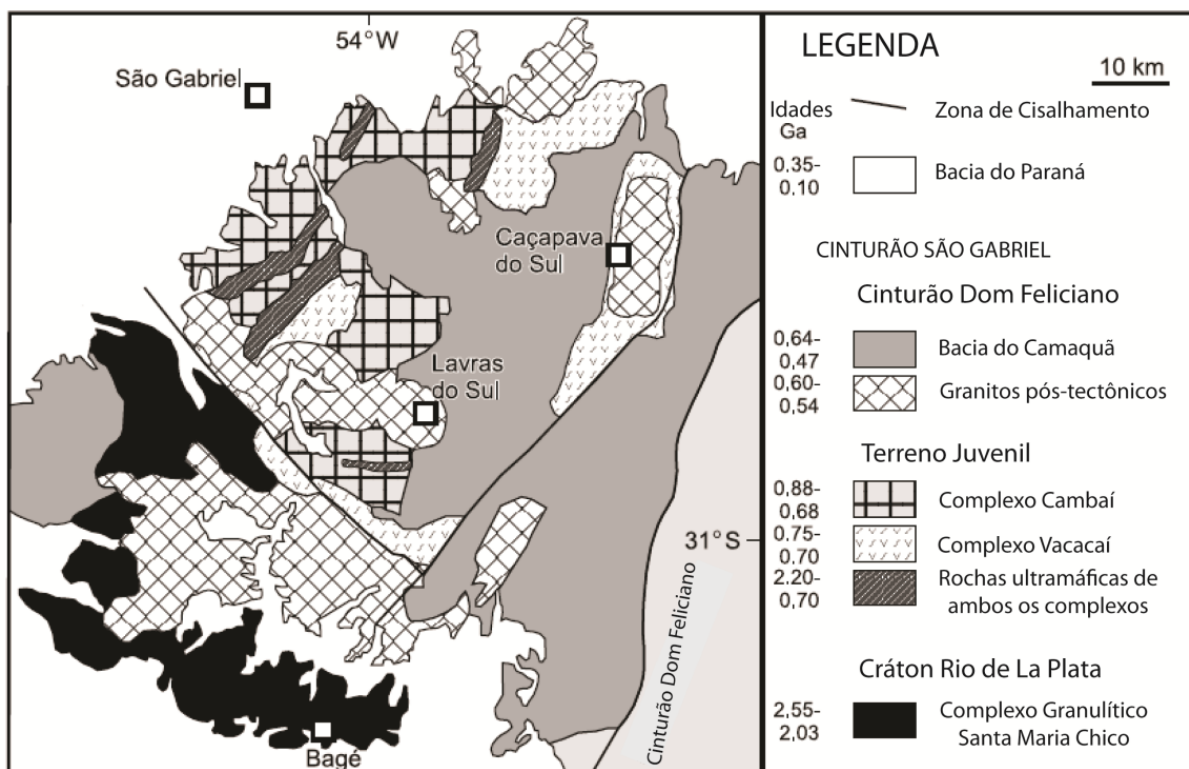 54°W
São Gabriel
Caçapava
do Sul
Lavras
do Sul
31°S
Cinturão Dom Feliciano
Bagé
LEGENDA
10 km
Idades
Ga
Zona de Cisalhamento
0.35-
0.10
Bacia do Paraná
CINTURÃO SÃO GABRIEL
Cinturão Dom Feliciano
0,64-
0,47
Bacia do Camaquã
0,60-
0,54
Granitos pós-tectônicos
Terreno Juvenil
0,88-
0,68
Complexo Cambaí
0.75-
0.70
Complexo Vacacaí
2.20-
0,70
Rochas ultramáficas de
ambos os complexos
Cráton Rio de La Plata
2,55-
2,03
Complexo Granulítico
Santa Maria Chico